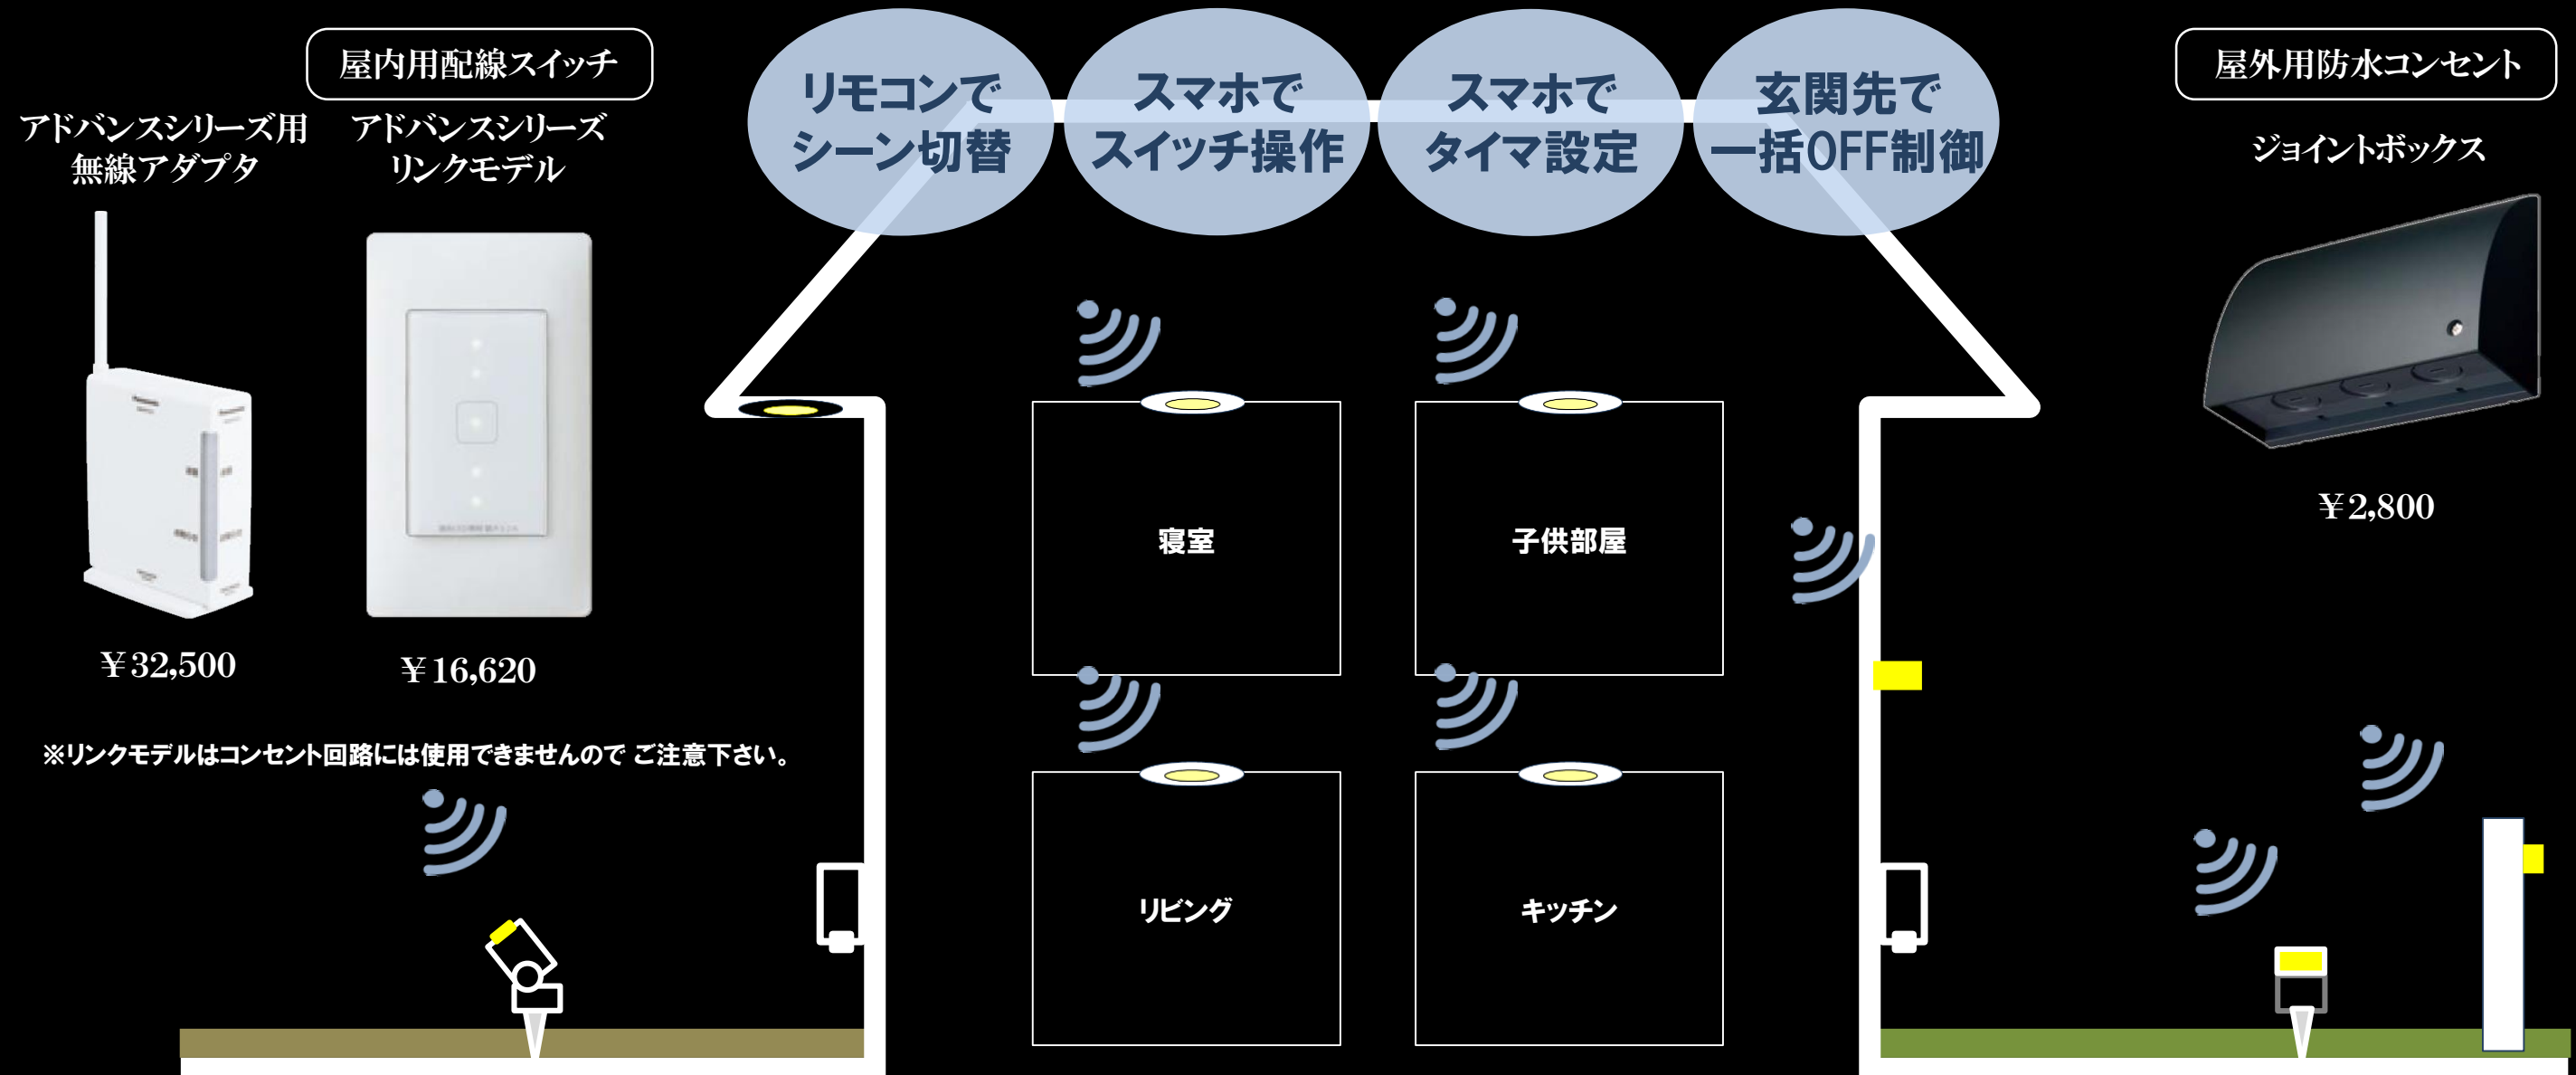 屋内用配線スイッチ
アドバンスシリーズ用
無線アダプタ
アドバンスシリーズ
リンクモデル
¥32,500
¥16,620
※リンクモデルはコンセント回路には使用できませんので ご注意下さい。
リモコンで
シーン切替
スマホで
スイッチ操作
スマホで
タイマ設定
玄関先で
一括OFF制御
寝室
子供部屋
リビング
キッチン
屋外用防水コンセント
ジョイントボックス
¥2,800